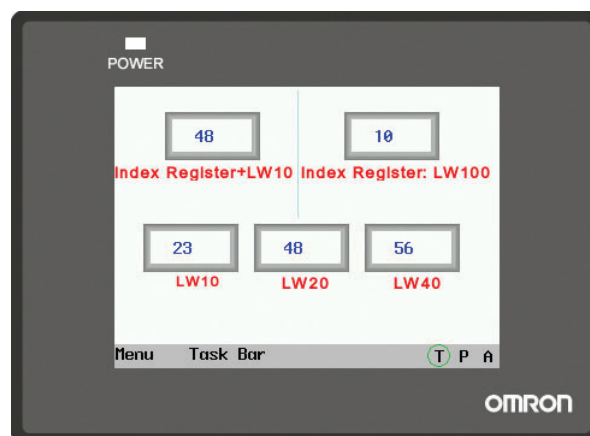 POWER
48
10
Index Register+LW10
Index Register: LW100
23
48
56
LW10
LW20
LW40
Menu Task Bar T P A
OMRON